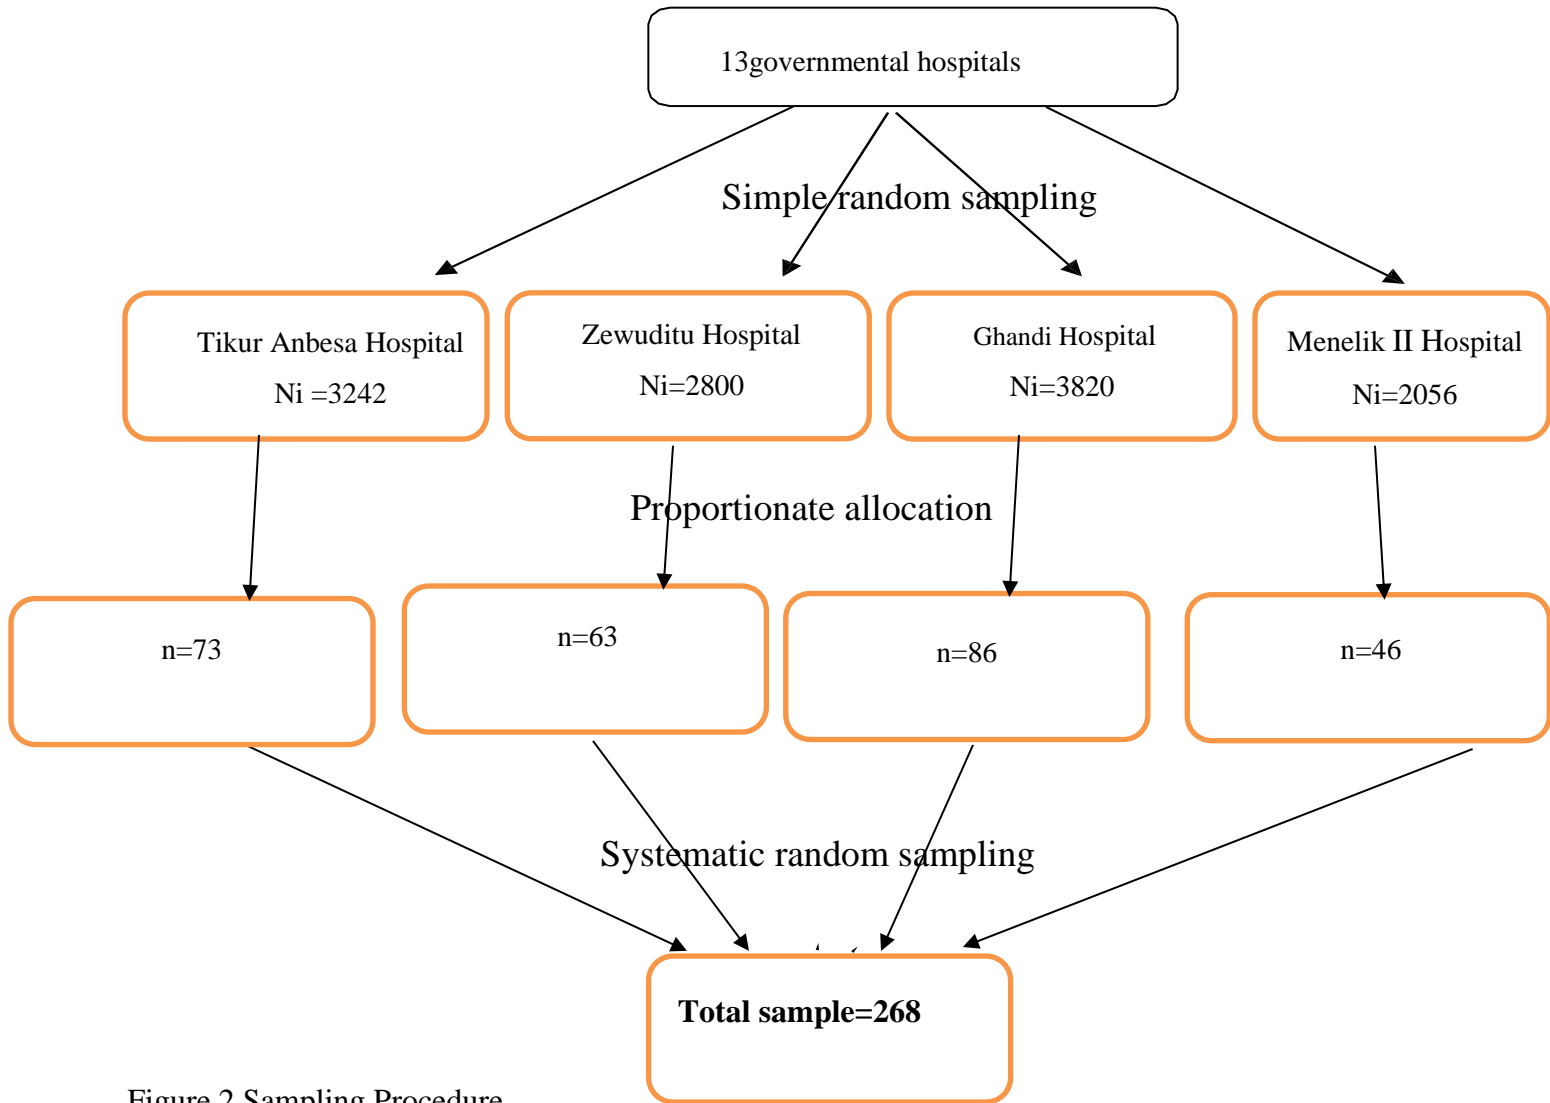 13governmental hospitals
Simple random sampling
Tikur Anbesa Hospital
Ni =3242
Zewuditu Hospital
Ni=2800
Ghandi Hospital
Ni=3820
Menelik II Hospital
Ni=2056
Proportionate allocation
n=73
n=63
n=86
n=46
Systematic random sampling
Total sample=268
Figure 2 Sampling Procedure